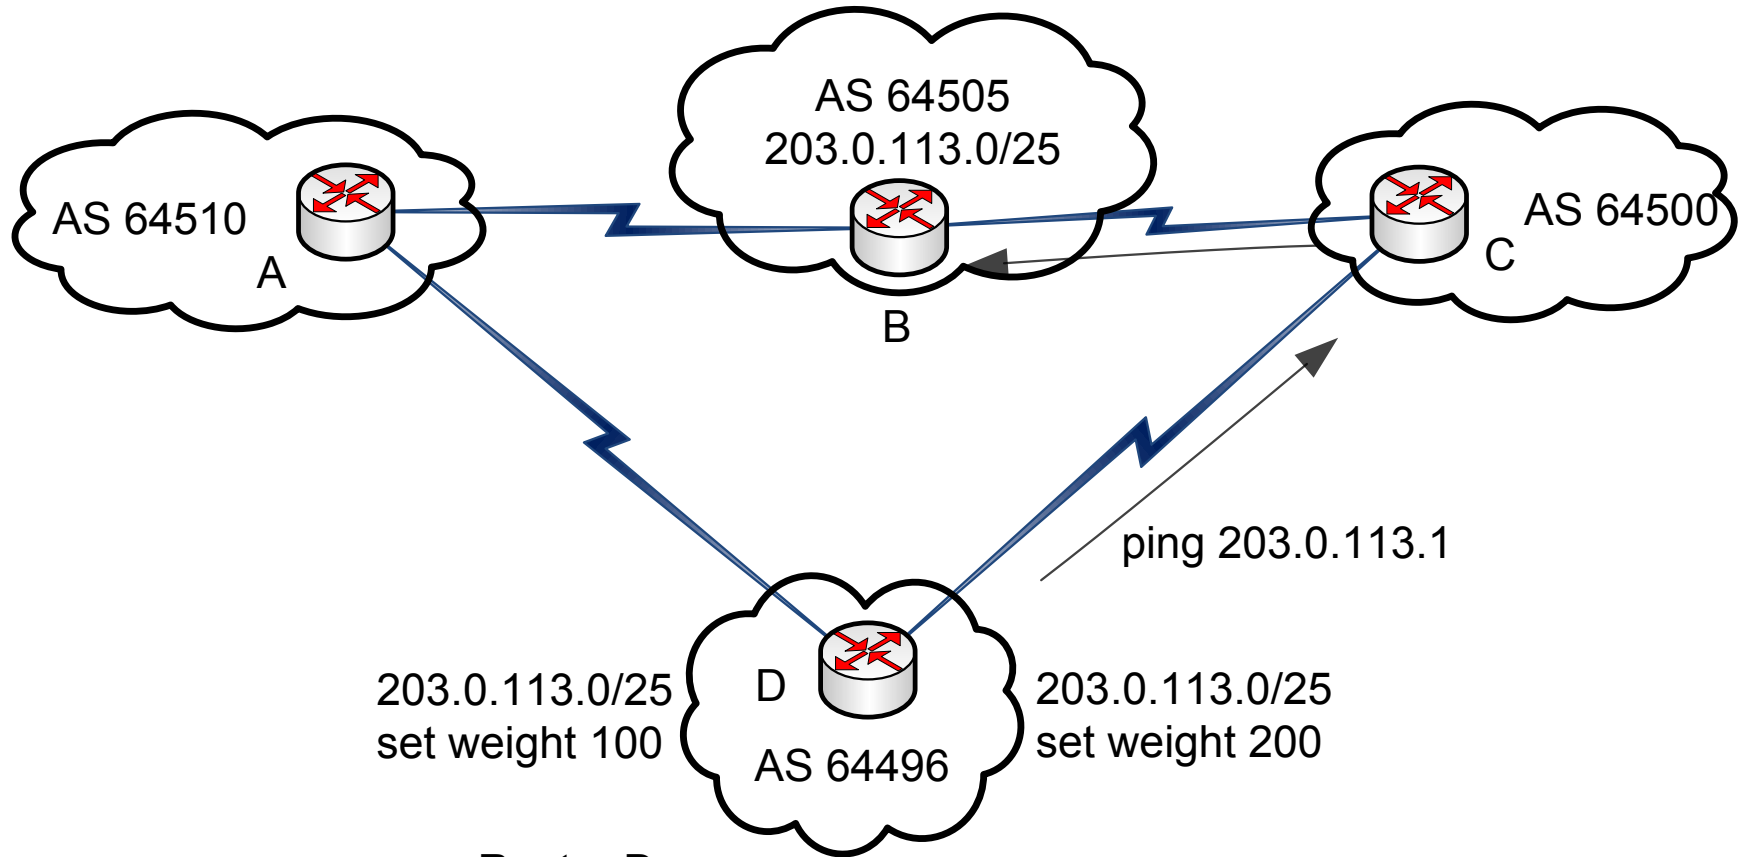 AS 64505
203.0.113.0/25
AS 64510
A
B
AS 64500
C
ping 203.0.113.1
203.0.113.0/25
set weight 100
D
AS 64496
203.0.113.0/25
set weight 200